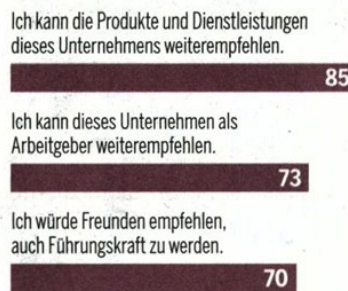 Ich kann die Produkte und Dienstleistungen
dieses Unternehmens weiterempfehlen.
85
Ich kann dieses Unternehmen als
Arbeitgeber weiterempfehlen.
73
Ich würde Freunden empfehlen,
auch Führungskraft zu werden.
70